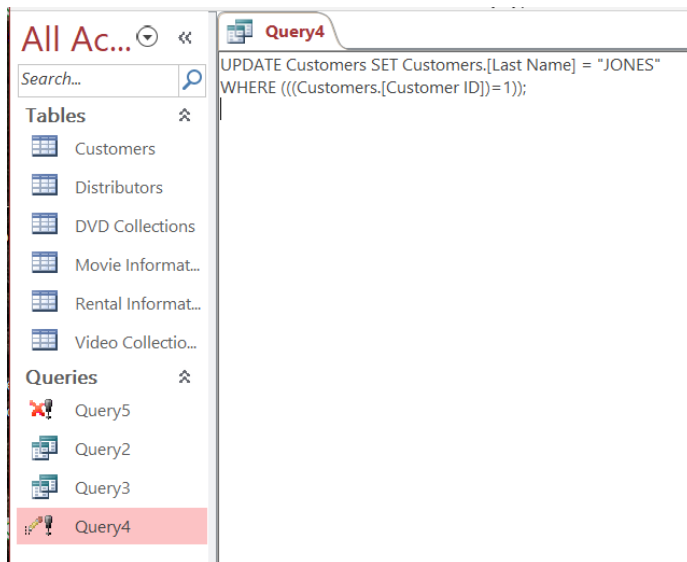 All Ac...
Search...
Tables
Customers
Distributors
DVD Collections
Movie Informat...
Rental Informat...
Video Collectio...
Queries
Query5
Query2
Query3
Query4
Query4
UPDATE Customers SET Customers.[Last Name] = "JONES"
WHERE (((Customers.[Customer ID])=1));